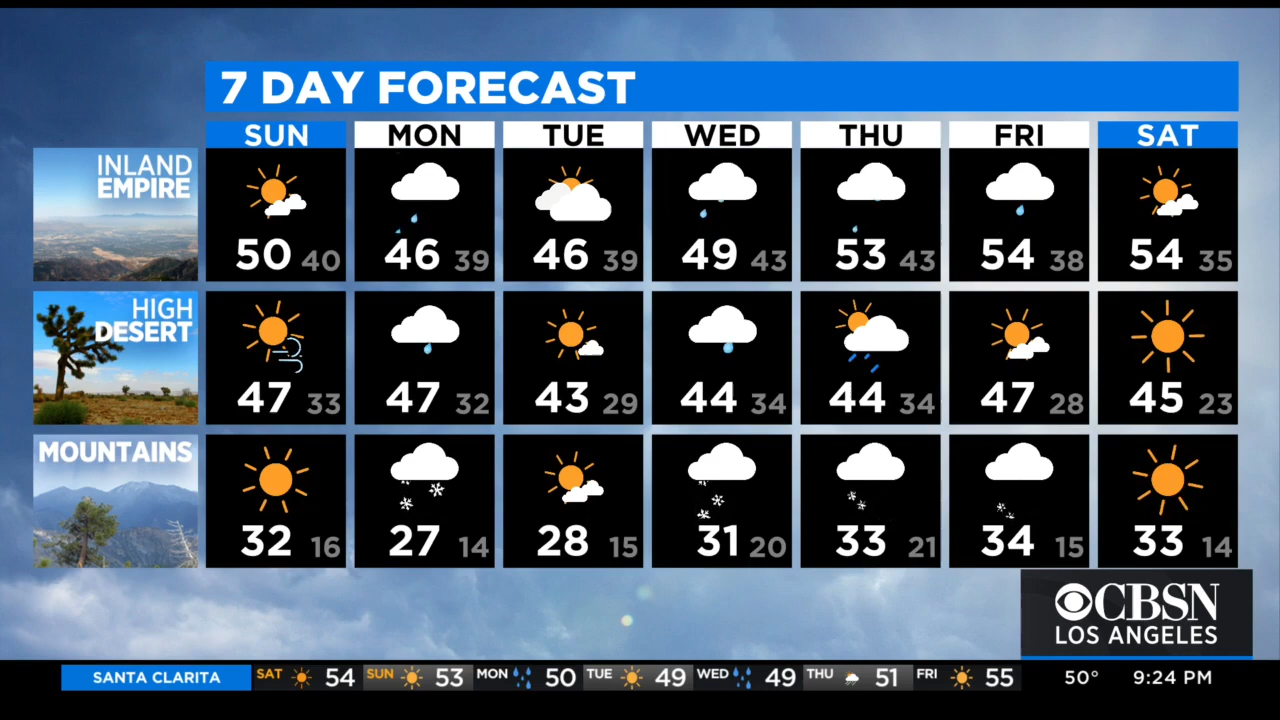 7 DAY FORECAST
SUN MON TUE WED THU FRI SAT
INLAND
EMPIRE
50 40 46 39 46 39 49 43 53 43 54 38 54 35
HIGH
DESERT
47 33 47 32 43 29 44 34 44 34 47 28 45 23
MOUNTAINS
32 16 27 14 28 15 31 20 33 21 34 15 33 14
CBSN
LOS ANGELES
SANTA CLARITA SAT 54 SUN 53 MON 50 TUE 49 WED 49 THU 51 FRI 55 50° 9:24 PM